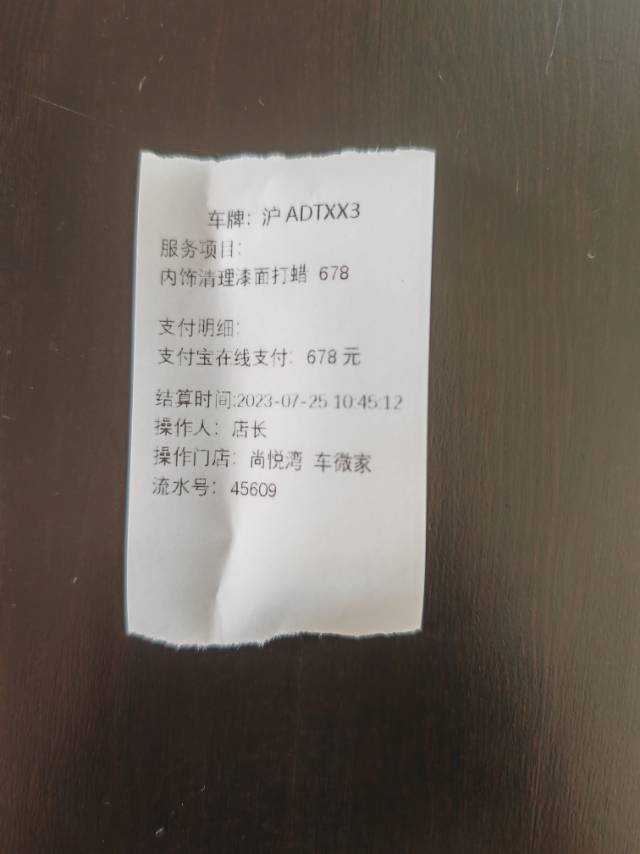 车牌：沪 ADTXX3
服务项目：
内饰清理漆面打蜡 678
支付明细：
支付宝在线支付：678 元
结算时间:2023-07-25 10:45:12
操作人：店长
操作门店：尚悦湾 车微家
流水号：45609